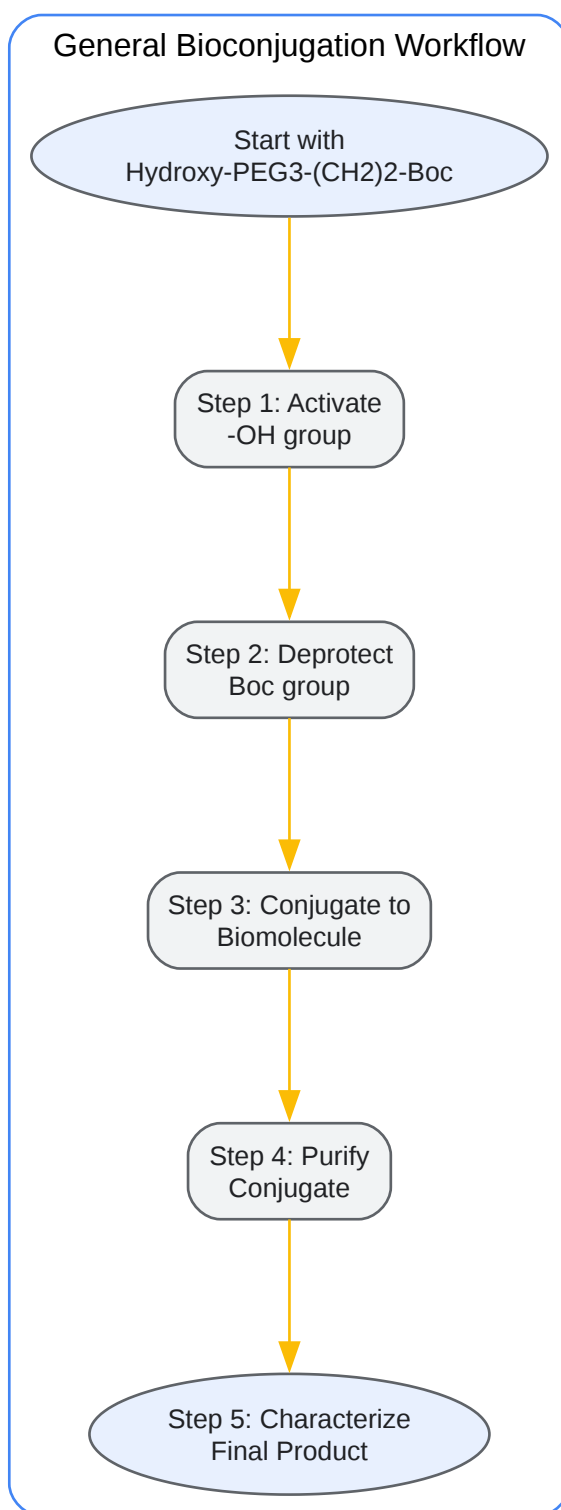 General Bioconjugation Workflow
Start with
Hydroxy-PEG3-(CH2)2-Boc
Step 1: Activate
-OH group
Step 2: Deprotect
Boc group
Step 3: Conjugate to
Biomolecule
Step 4: Purify
Conjugate
Step 5: Characterize
Final Product